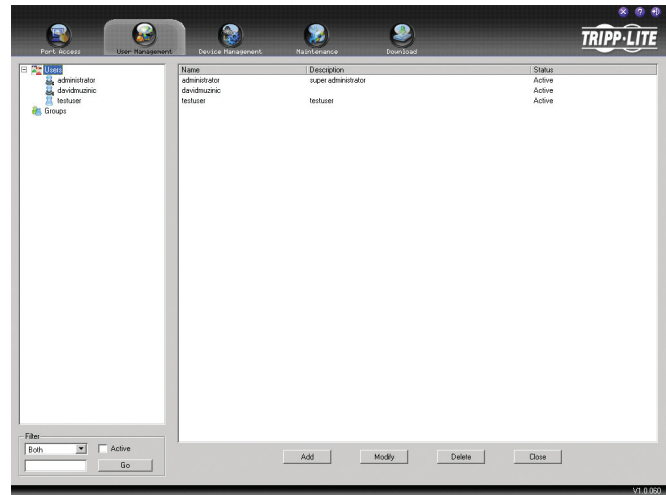 TRIPP·LITE
Port Access
User Management
Device Management
Maintenance
Download
Users
administrator
davidmuzinic
testuser
Groups
Name Description Status
administrator super administrator Active
davidmuzinic Active
testuser testuser Active
Filter
Both Active
Go
Add Modify Delete Close
V1.0.060